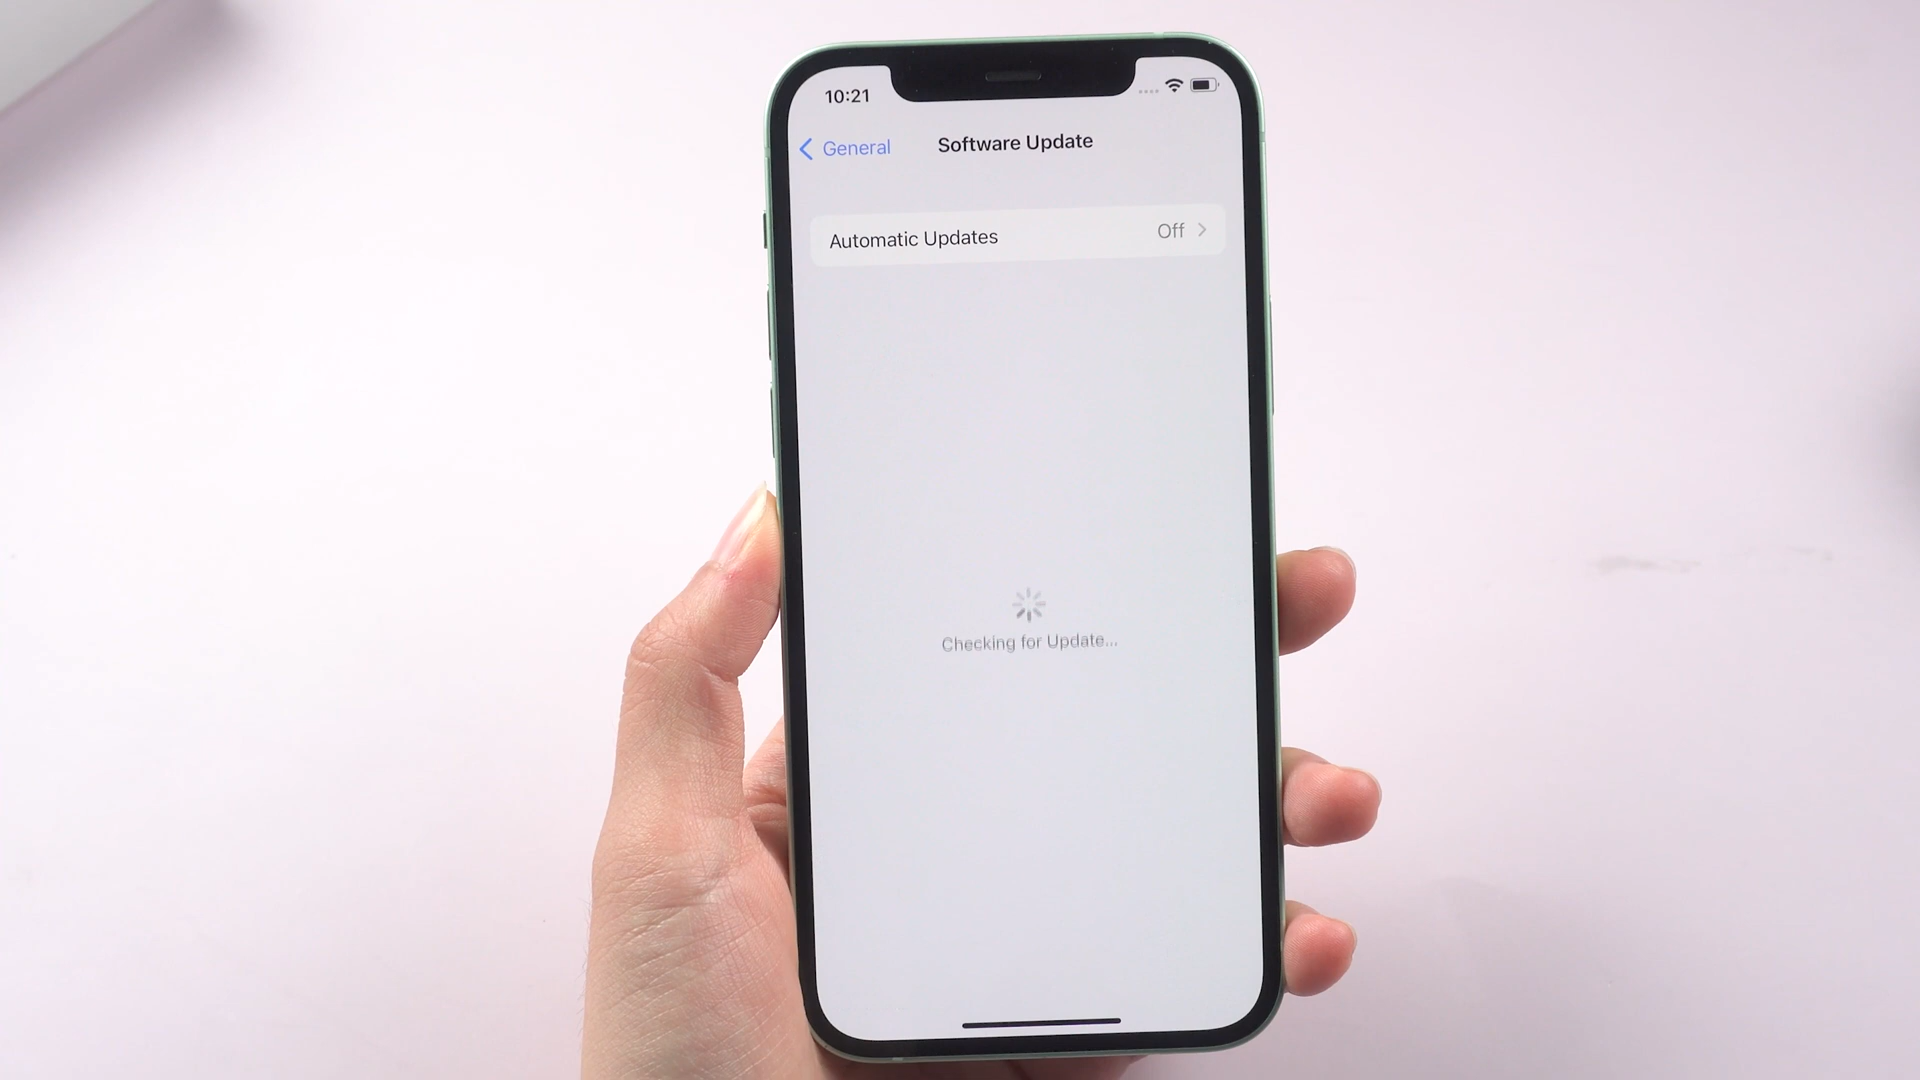 10:21
General
Software Update
Automatic Updates
Off
Checking for Update...